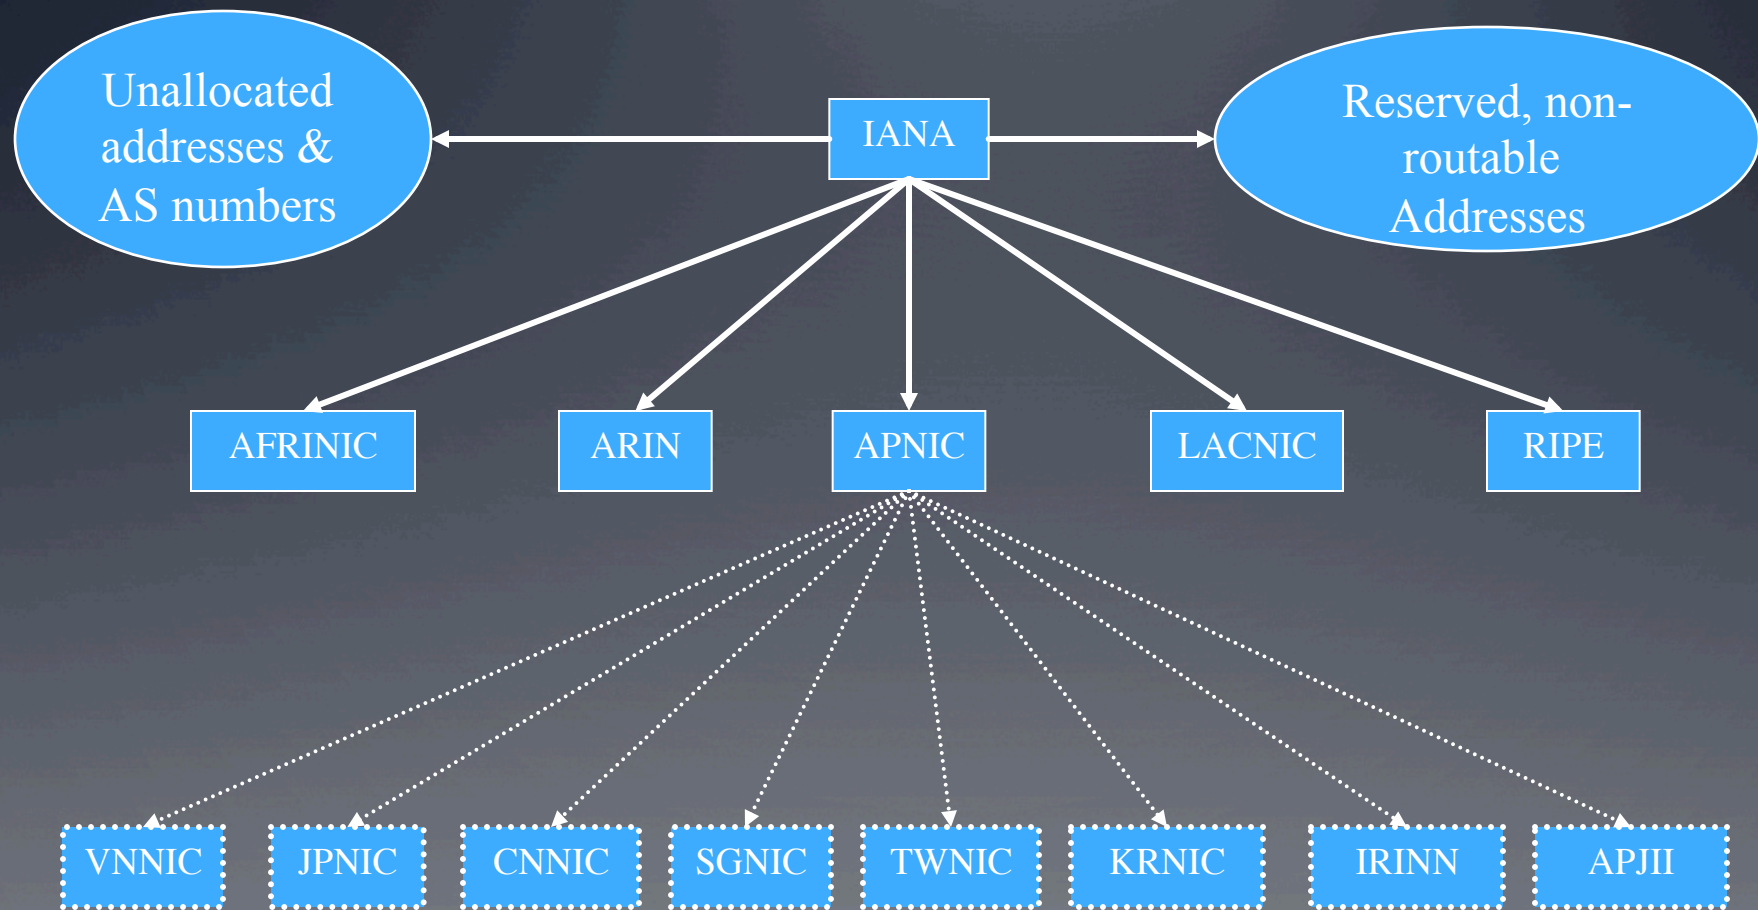 Unallocated
addresses &
AS numbers
IANA
Reserved, non-
routable
Addresses
AFRINIC
ARIN
APNIC
LACNIC
RIPE
VNNIC
JPNIC
CNNIC
SGNIC
TWNIC
KRNIC
IRINN
APJII